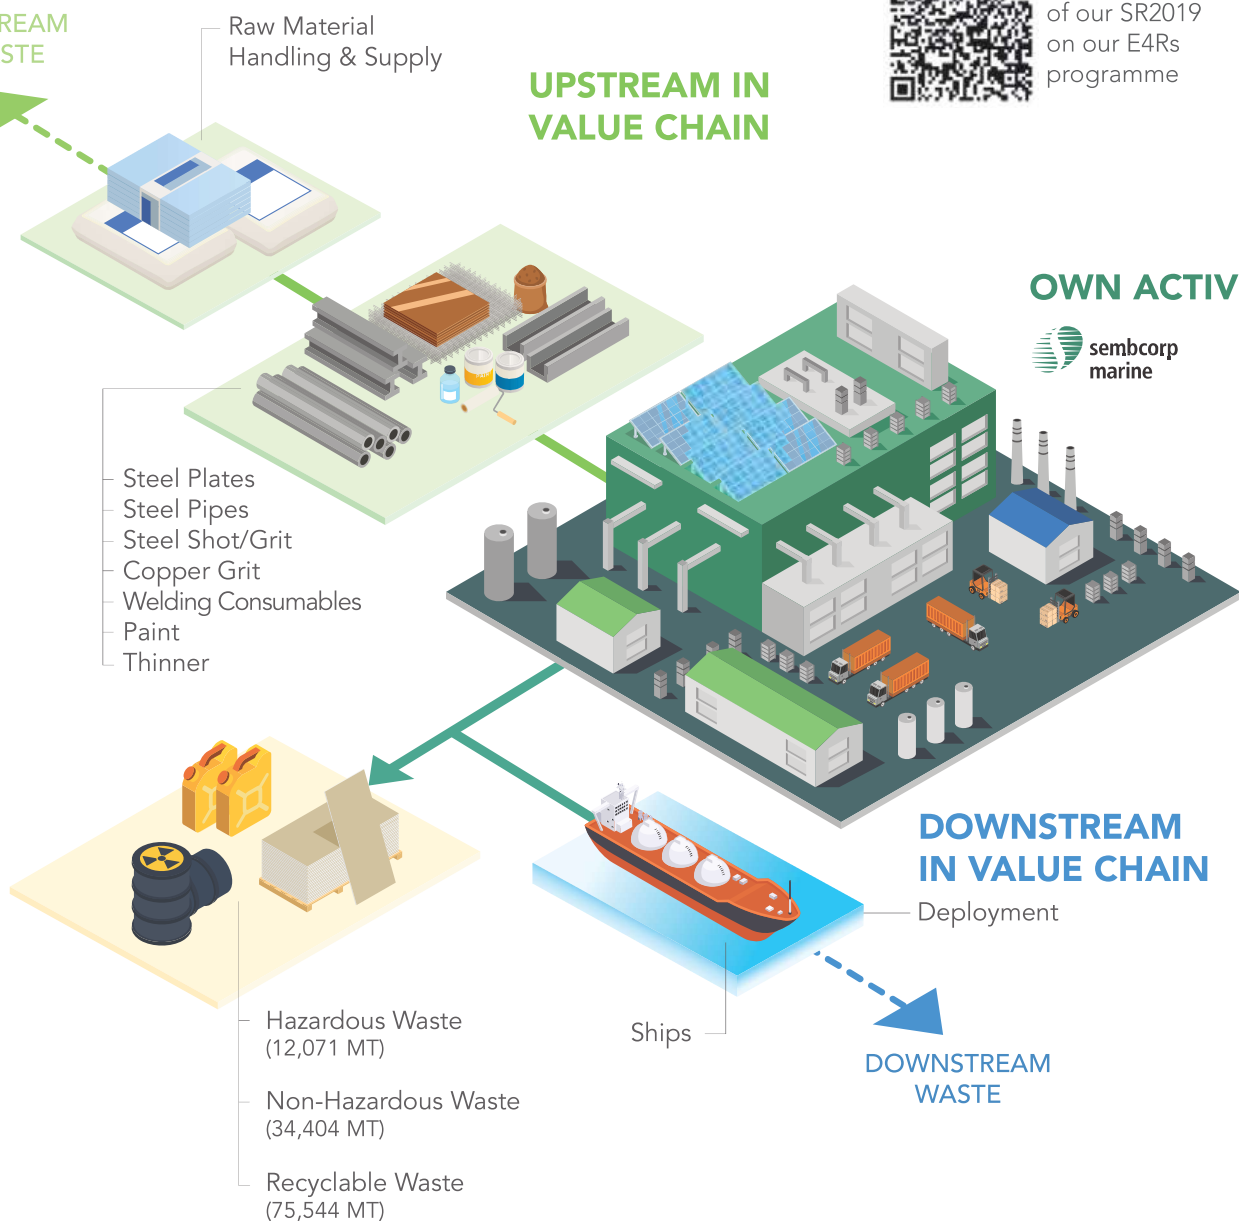 REAM
STE
Raw Material
Handling & Supply
UPSTREAM IN
VALUE CHAIN
of our SR2019
on our E4Rs
programme
OWN ACTIV
sembcorp
marine
Steel Plates
Steel Pipes
Steel Shot/Grit
Copper Grit
Welding Consumables
Paint
Thinner
DOWNSTREAM
IN VALUE CHAIN
Deployment
Hazardous Waste
(12,071 MT)
Non-Hazardous Waste
(34,404 MT)
Recyclable Waste
(75,544 MT)
Ships
DOWNSTREAM
WASTE